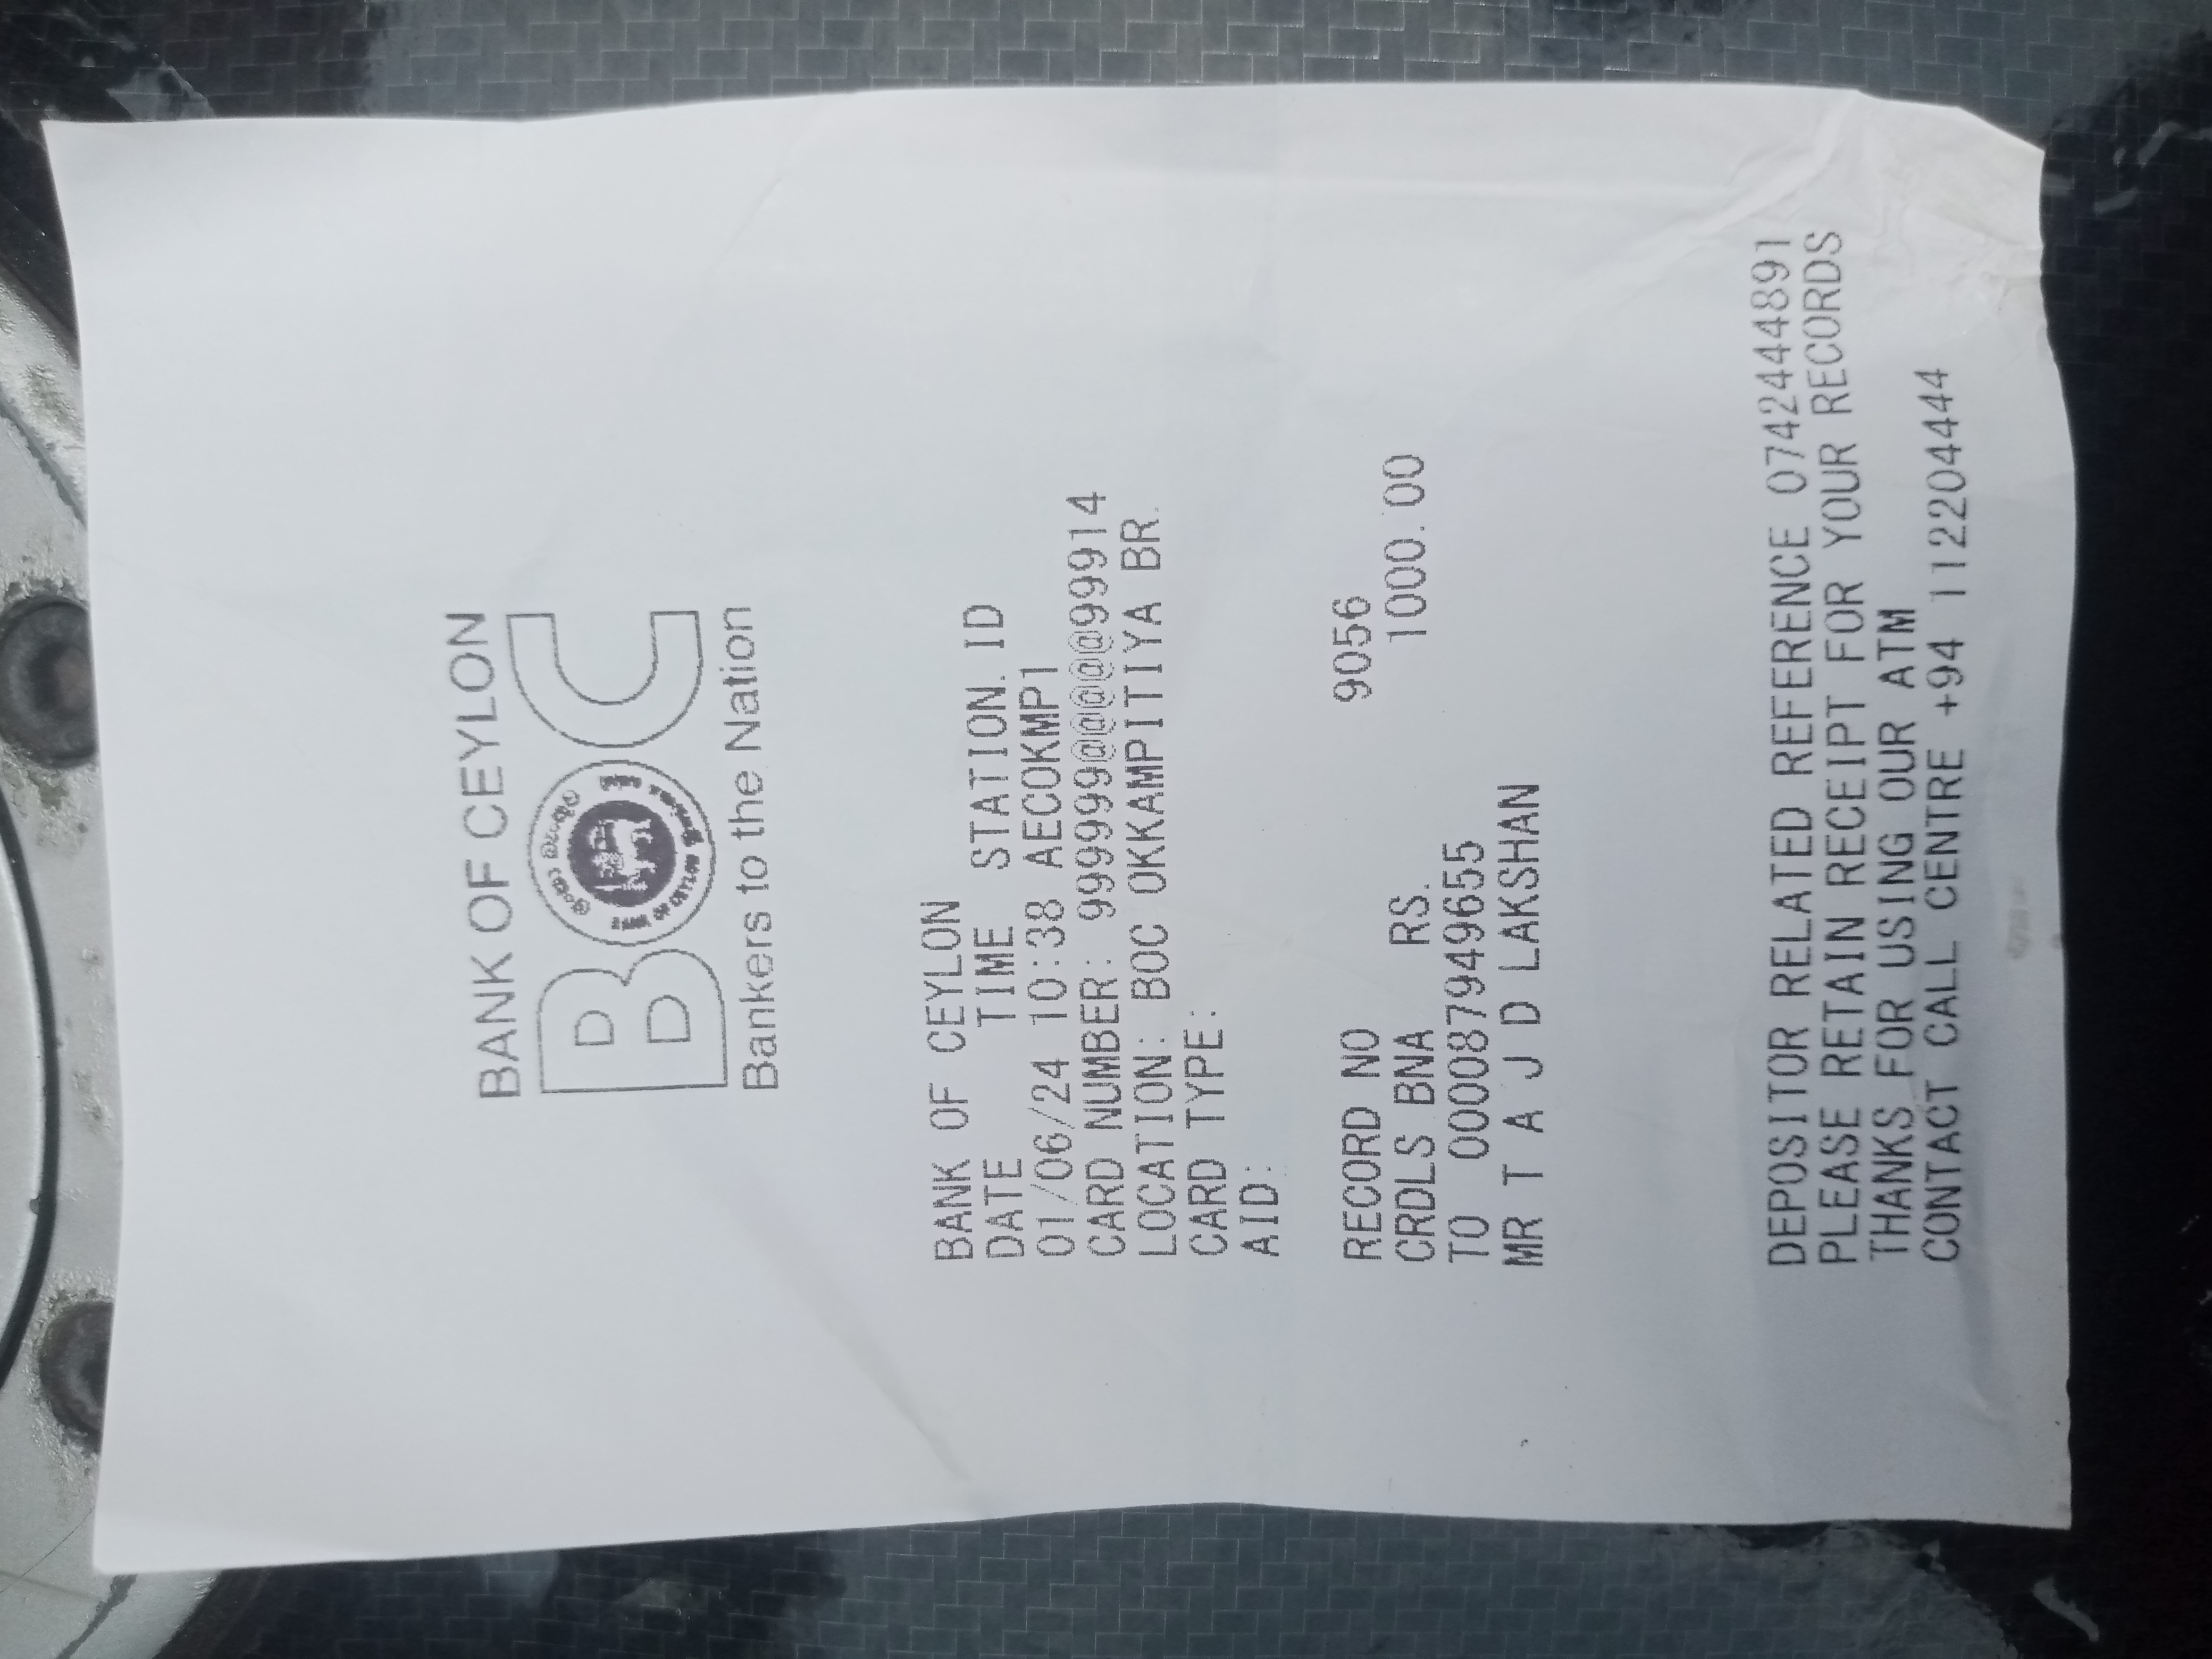 BANK OF CEYLON
BOC
Bankers to the Nation
BANK OF CEYLON
DATE TIME STATION. ID
01/06/24 10:38 AECOKMP1
CARD NUMBER: 999999@@@@@99914
LOCATION: BOC OKKAMPITIYA BR.
CARD TYPE:
AID:
RECORD NO 9056
CRDLS BNA RS. 1000.00
TO 000087949655
MR T A J D LAKSHAN
DEPOSITOR RELATED REFFERENCE 0742444891
PLEASE RETAIN RECEIPT FOR YOUR RECORDS
THANKS FOR USING OUR ATM
CONTACT CALL CENTRE +94 112204444